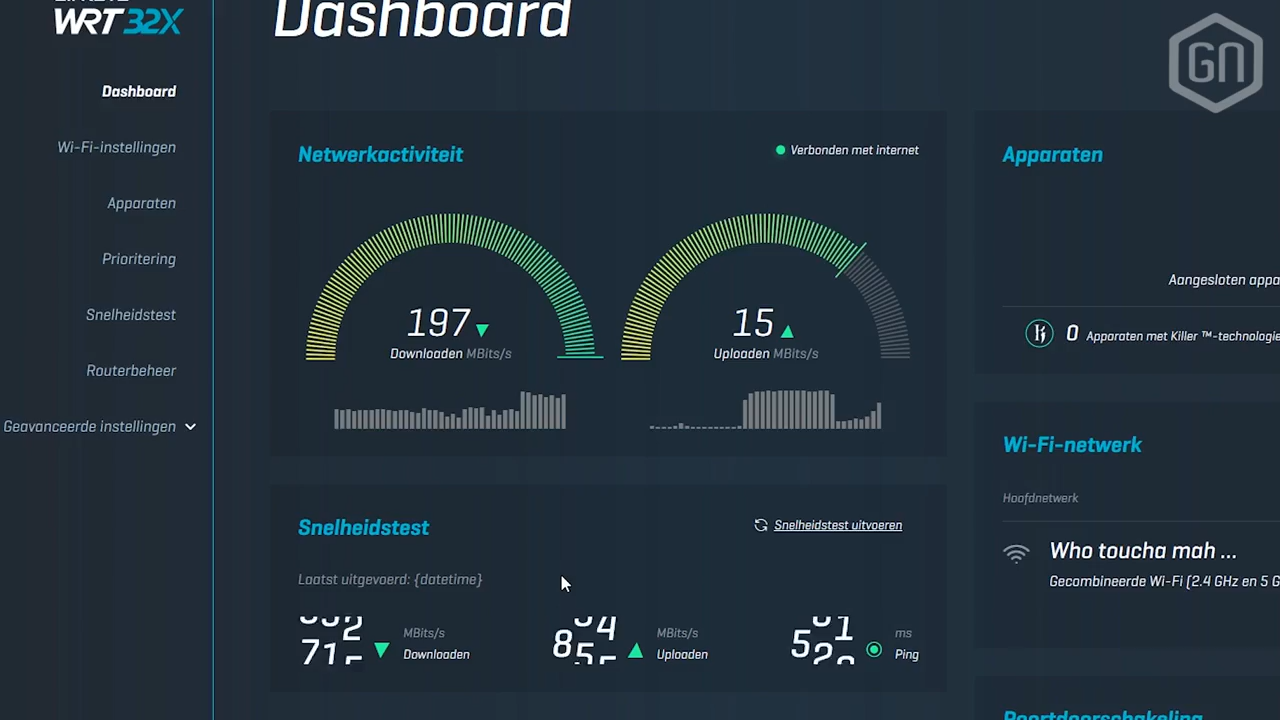 WRT 32X
Dashboard
GN
Dashboard
Wi-Fi-instellingen
Apparaten
Prioritering
Snelheidstest
Routerbeheer
Geavanceerde instellingen
Netwerkactiviteit
Verbonden met internet
197
Downloaden MBits/s
15
Uploaden MBits/s
Snelheidstest
Snelheidstest uitvoeren
Laatst uitgevoerd: {datetime}
MBits/s
Downloaden
MBits/s
Uploaden
ms
Ping
Apparaten
Aangesloten appa
0 Apparaten met Killer ™-technologie
Wi-Fi-netwerk
Hoofdnetwerk
Who toucha mah ...
Gecombineerde Wi-Fi (2.4 GHz en 5 G
Poortdoorschakeling